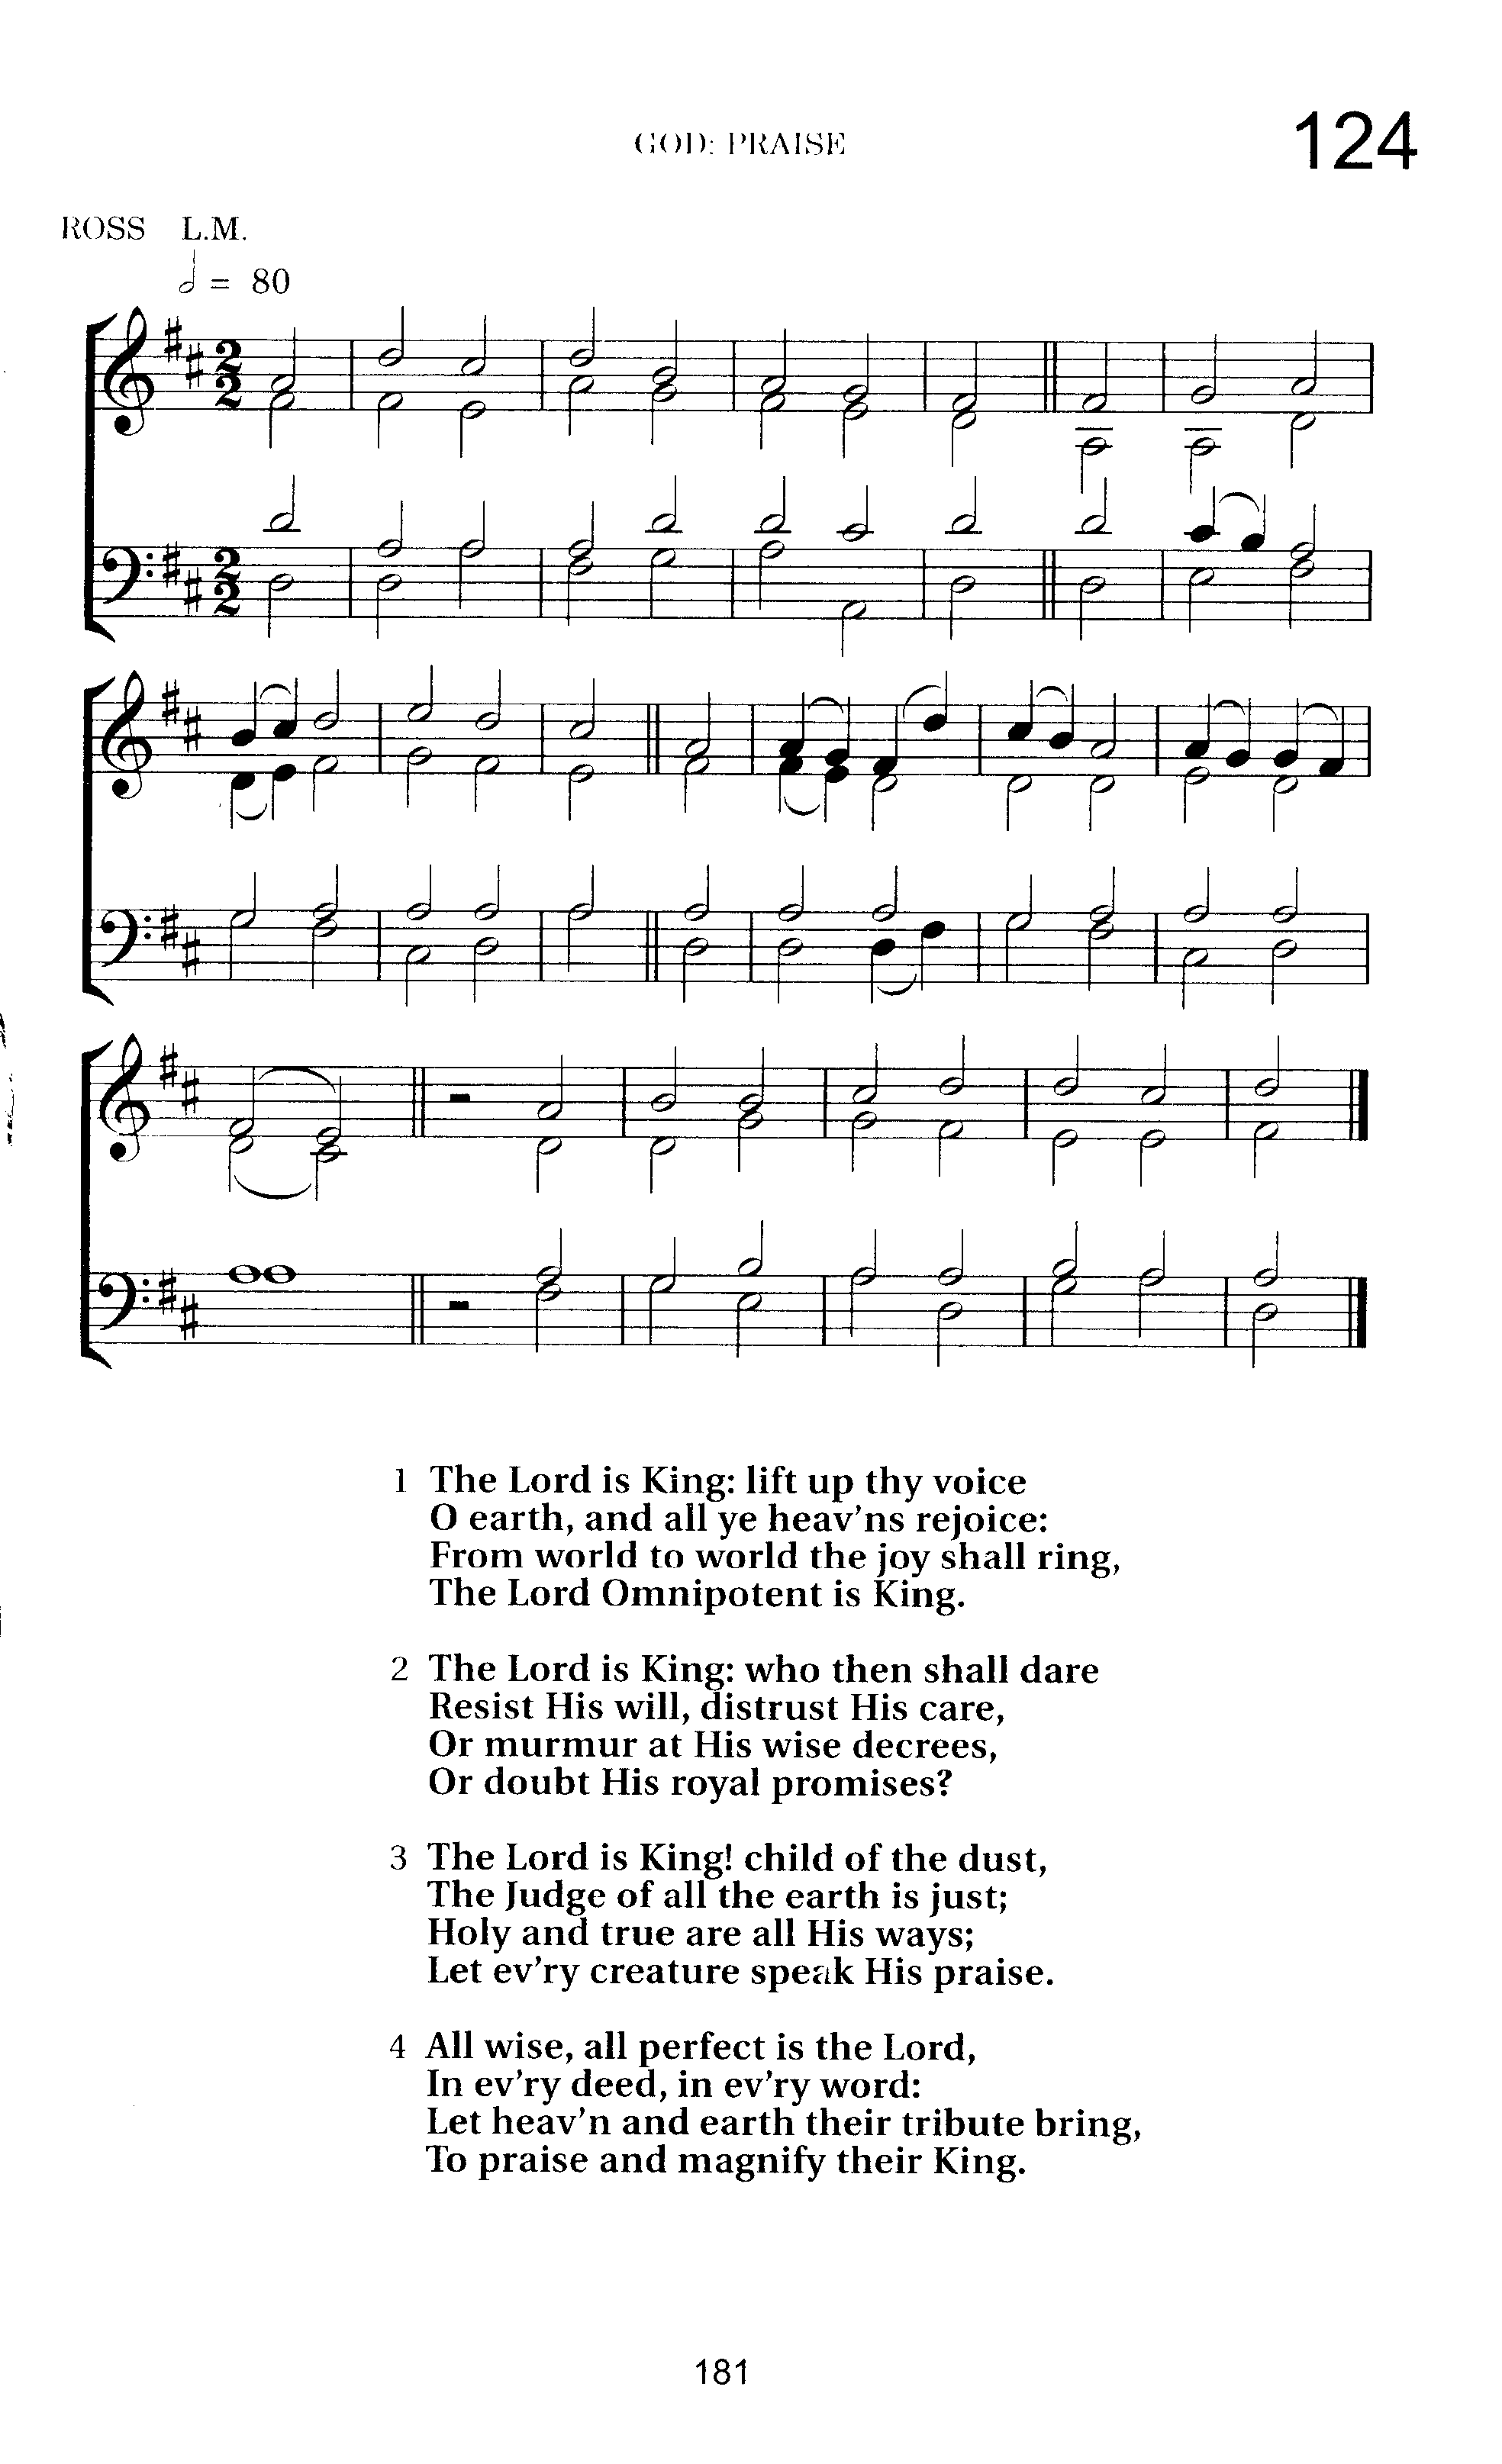 GOD: PRAISE
124
ROSS L.M.
= 80
1 The Lord is King: lift up thy voice
O earth, and all ye heav’ns rejoice:
From world to world the joy shall ring,
The Lord Omnipotent is King.
2 The Lord is King: who then shall dare
Resist His will, distrust His care,
Or murmur at His wise decrees,
Or doubt His royal promises?
3 The Lord is King! child of the dust,
The Judge of all the earth is just;
Holy and true are all His ways;
Let ev’ry creature speak His praise.
4 All wise, all perfect is the Lord,
In ev’ry deed, in ev’ry word:
Let heav’n and earth their tribute bring,
To praise and magnify their King.
181